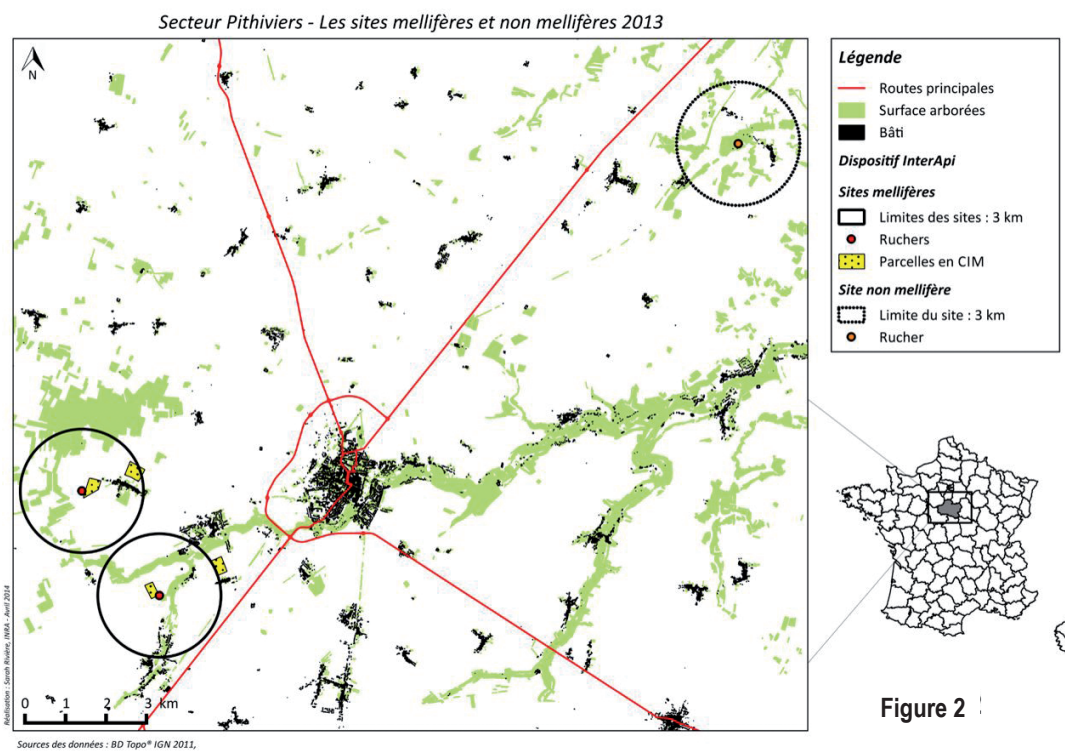 Secteur Pithiviers - Les sites mellifères et non mellifères 2013
N
Légende
Routes principales
Surface arborées
Bâti
Dispositif InterApi
Sites mellifères
Limites des sites : 3 km
Ruchers
Parcelles en CIM
Site non mellifère
Limite du site : 3 km
Rucher
Réalisation : Sarah Rivière, INRA - Avril 2014
0 1 2 3 km
Figure 2
Sources des données : BD Topo® IGN 2011,